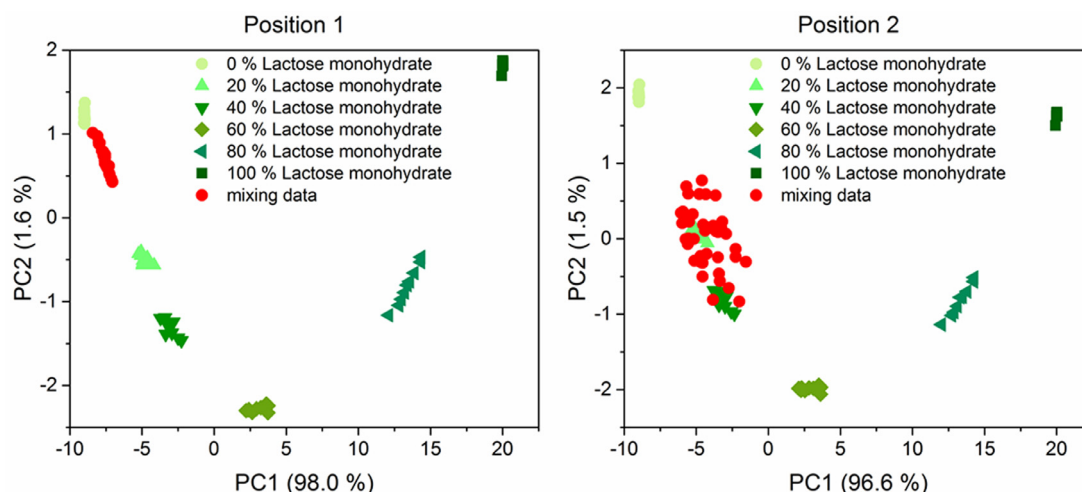 Position 1
2
1
0
-1
-2
PC2 (1.6 %)
0 % Lactose monohydrate
20 % Lactose monohydrate
40 % Lactose monohydrate
60 % Lactose monohydrate
80 % Lactose monohydrate
100 % Lactose monohydrate
mixing data
-10 -5 0 5 10 15 20
PC1 (98.0 %)
Position 2
2
1
0
-1
-2
PC2 (1.5 %)
0 % Lactose monohydrate
20 % Lactose monohydrate
40 % Lactose monohydrate
60 % Lactose monohydrate
80 % Lactose monohydrate
100 % Lactose monohydrate
mixing data
-10 -5 0 5 10 15 20
PC1 (96.6 %)